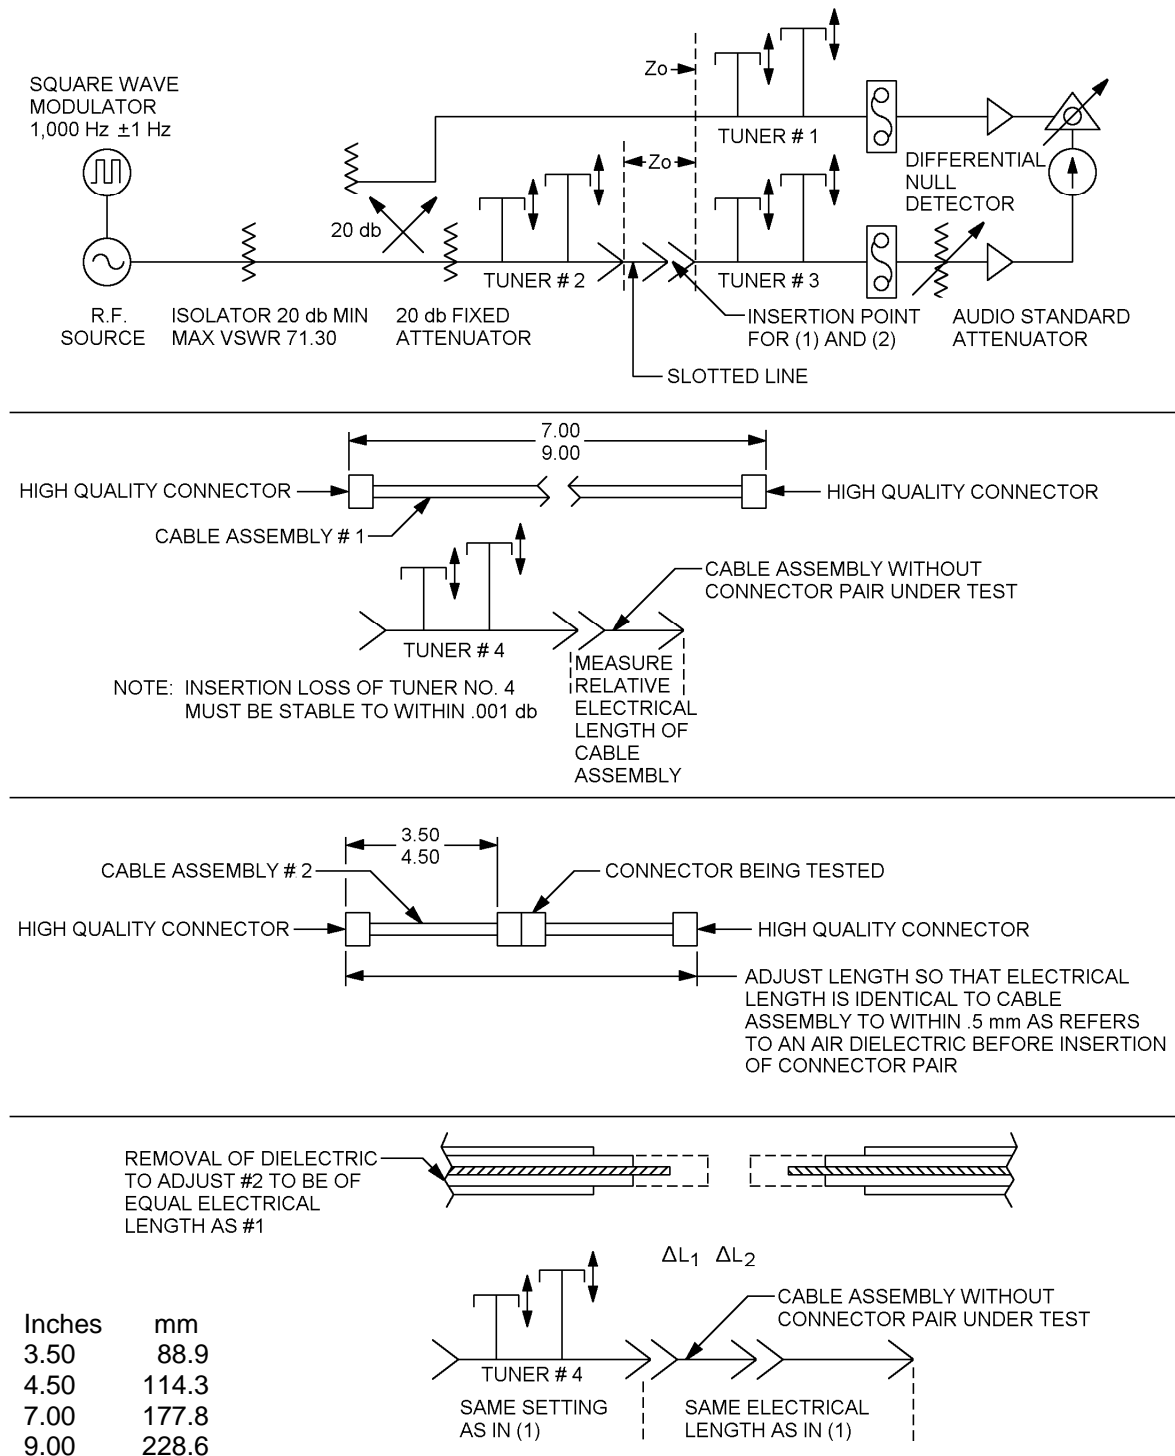 SQUARE WAVE
MODULATOR
1,000 Hz ±1 Hz
Zo
TUNER # 1
Zo
DIFFERENTIAL
NULL
DETECTOR
20 db
TUNER # 2
TUNER # 3
R.F.
SOURCE
ISOLATOR 20 db MIN
MAX VSWR 71.30
20 db FIXED
ATTENUATOR
INSERTION POINT
FOR (1) AND (2)
AUDIO STANDARD
ATTENUATOR
SLOTTED LINE
7.00
9.00
HIGH QUALITY CONNECTOR
HIGH QUALITY CONNECTOR
CABLE ASSEMBLY # 1
CABLE ASSEMBLY WITHOUT
CONNECTOR PAIR UNDER TEST
TUNER # 4
NOTE: INSERTION LOSS OF TUNER NO. 4
MUST BE STABLE TO WITHIN .001 db
MEASURE
RELATIVE
ELECTRICAL
LENGTH OF
CABLE
ASSEMBLY
3.50
4.50
CABLE ASSEMBLY # 2
CONNECTOR BEING TESTED
HIGH QUALITY CONNECTOR
HIGH QUALITY CONNECTOR
ADJUST LENGTH SO THAT ELECTRICAL
LENGTH IS IDENTICAL TO CABLE
ASSEMBLY TO WITHIN .5 mm AS REFERS
TO AN AIR DIELECTRIC BEFORE INSERTION
OF CONNECTOR PAIR
REMOVAL OF DIELECTRIC
TO ADJUST #2 TO BE OF
EQUAL ELECTRICAL
LENGTH AS #1
ΔL1 ΔL2
CABLE ASSEMBLY WITHOUT
CONNECTOR PAIR UNDER TEST
TUNER # 4
SAME SETTING
AS IN (1)
SAME ELECTRICAL
LENGTH AS IN (1)
Inches mm
3.50 88.9
4.50 114.3
7.00 177.8
9.00 228.6